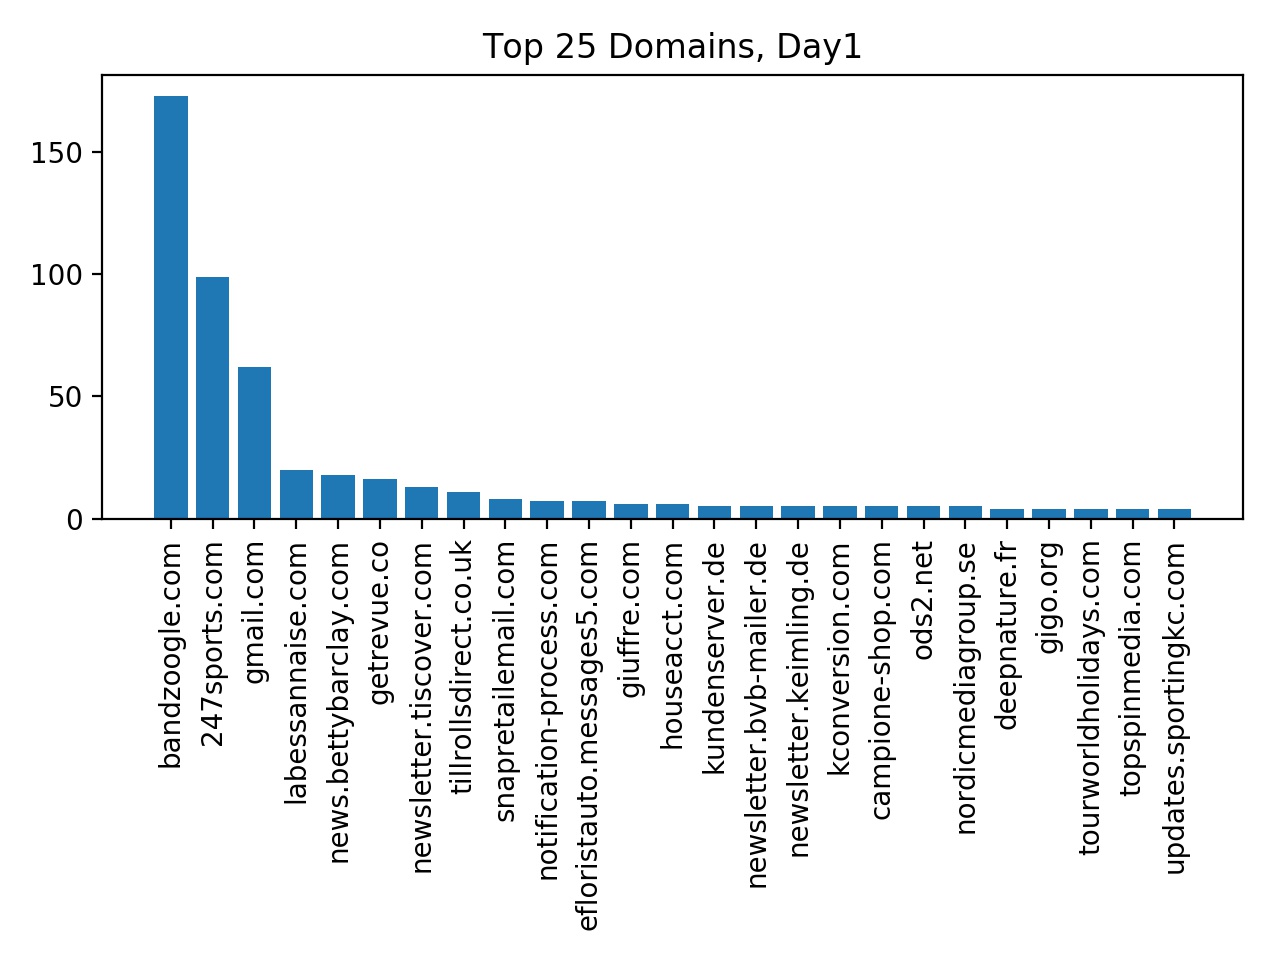 Top 25 Domains, Day1
150
100
50
0
bandzoogle.com
247sports.com
gmail.com
labessannaise.com
news.bettybarclay.com
getrevue.co
newsletter.tiscover.com
tillrollsdirect.co.uk
snapretailemail.com
notification-process.com
efloristauto.messages5.com
giuffre.com
houseacct.com
kundenserver.de
newsletter.bvb-mailer.de
newsletter.keimling.de
kconversion.com
campione-shop.com
ods2.net
nordicmediagroup.se
deepnature.fr
gigo.org
tourworldholidays.com
topspinmedia.com
updates.sportingkc.com